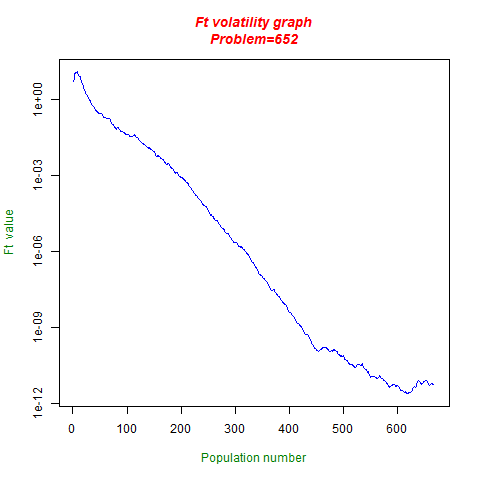 Ft volatility graph
Problem=652
1e+00
1e-03
1e-06
1e-09
1e-12
Ft value
0 100 200 300 400 500 600
Population number